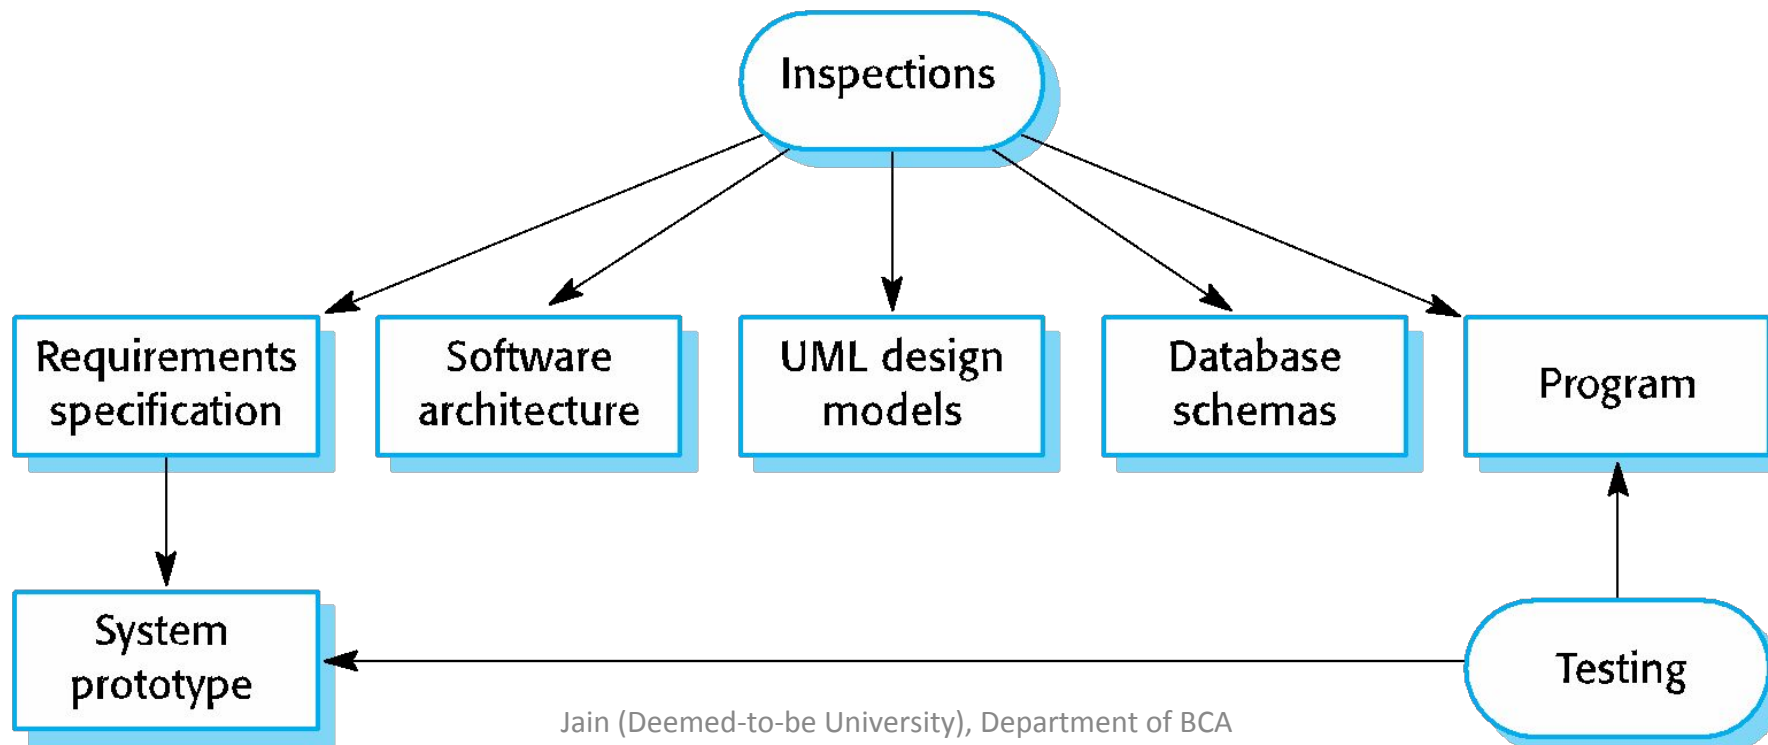 Inspections
Requirements
specification
Software
architecture
UML design
models
Database
schemas
Program
System
prototype
Testing
Jain (Deemed-to-be University), Department of BCA